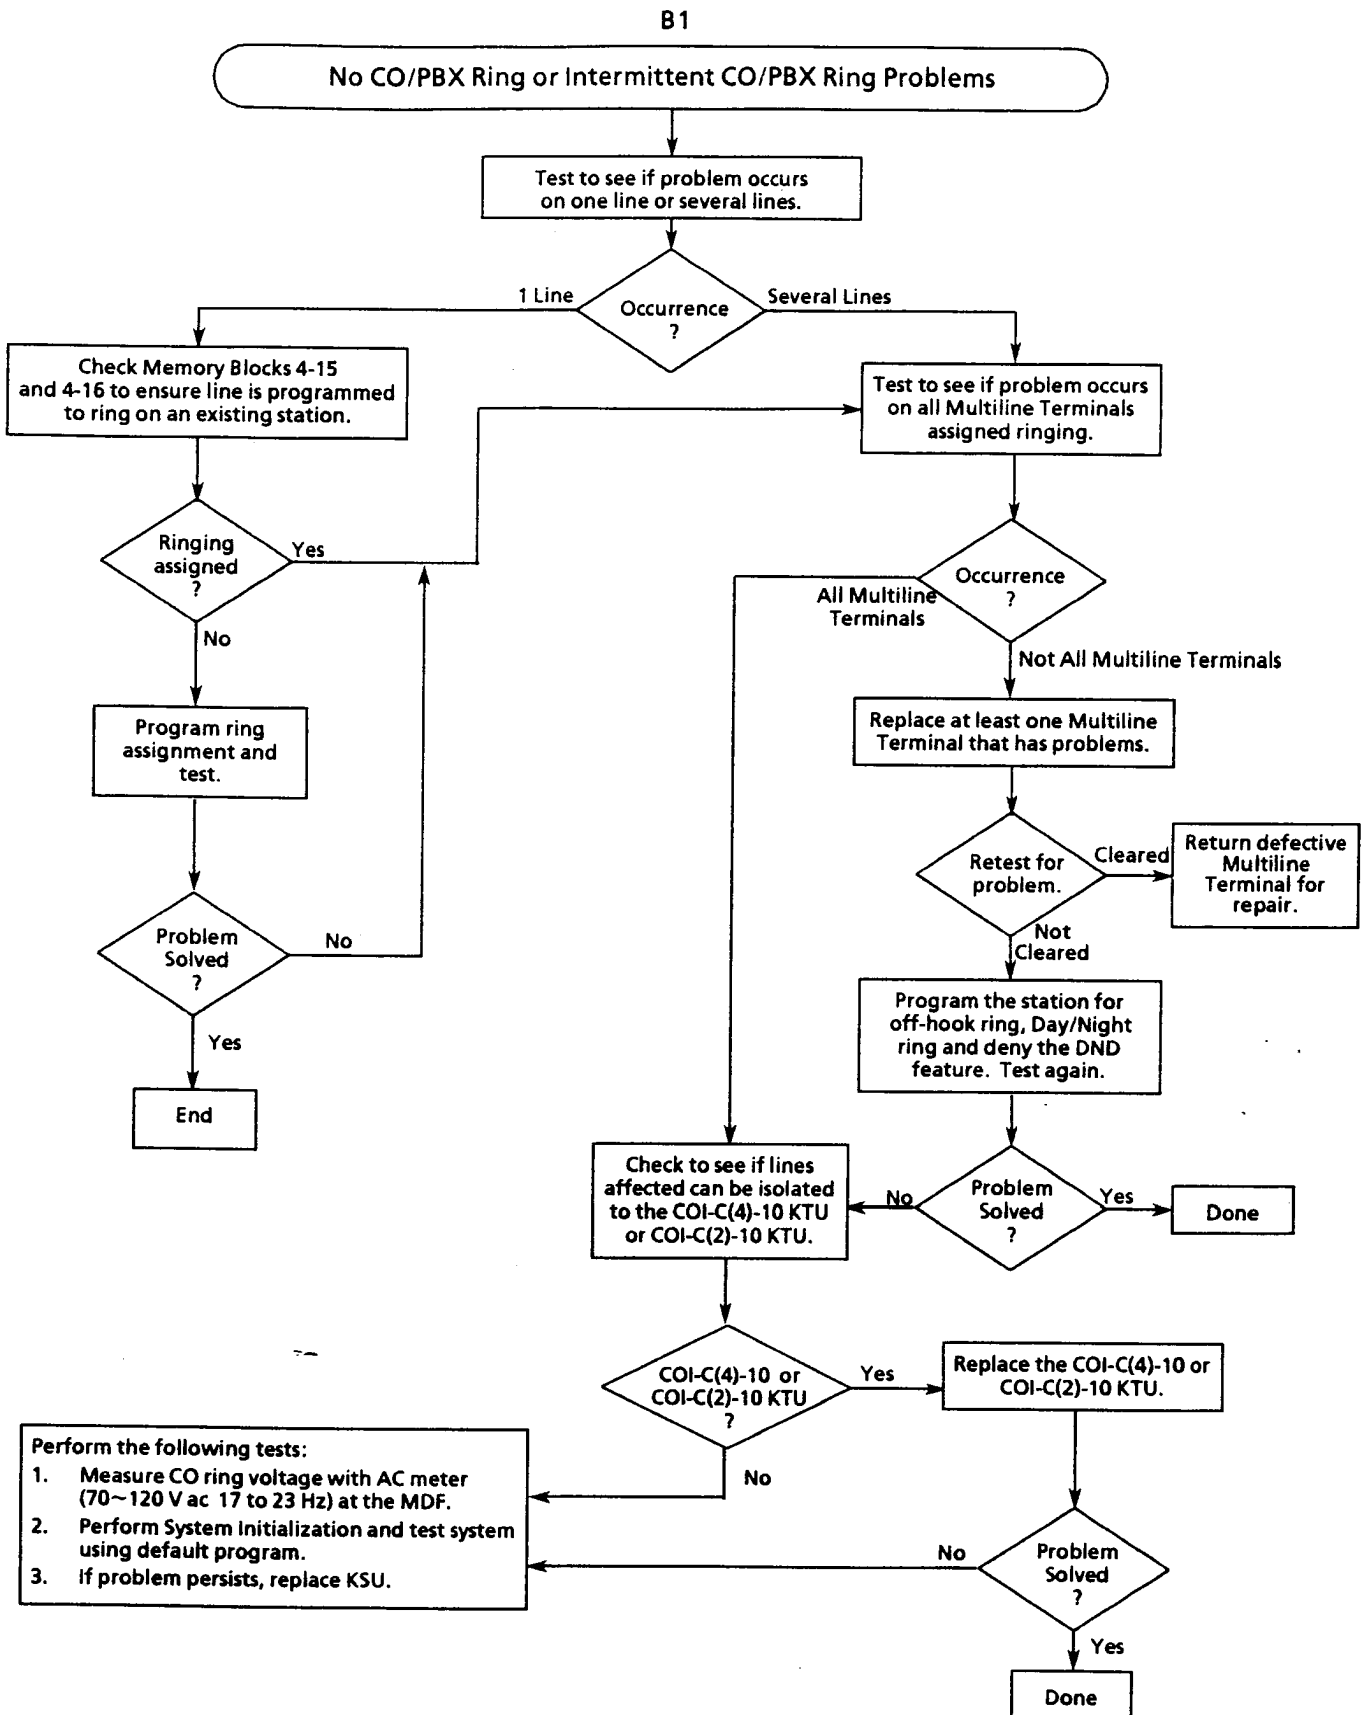 B1
No CO/PBX Ring or Intermittent CO/PBX Ring Problems
Test to see if problem occurs
on one line or several lines.
Occurrence
?
1 Line
Several Lines
Check Memory Blocks 4-15
and 4-16 to ensure line is programmed
to ring on an existing station.
Test to see if problem occurs
on all Multiline Terminals
assigned ringing.
Ringing
assigned
?
Yes
No
Occurrence
?
All Multiline
Terminals
Not All Multiline Terminals
Program ring
assignment and
test.
Replace at least one Multiline
Terminal that has problems.
Retest for
problem.
Cleared
Return defective
Multiline
Terminal for
repair.
Not
Cleared
Problem
Solved
?
No
Yes
End
Program the station for
off-hook ring, Day/Night
ring and deny the DND
feature. Test again.
Check to see if lines
affected can be isolated
to the COI-C(4)-10 KTU
or COI-C(2)-10 KTU.
No
Problem
Solved
?
Yes
Done
COI-C(4)-10 or
COI-C(2)-10 KTU
?
Yes
Replace the COI-C(4)-10 or
COI-C(2)-10 KTU.
No
Perform the following tests:
1. Measure CO ring voltage with AC meter
(70~120 V ac 17 to 23 Hz) at the MDF.
2. Perform System Initialization and test system
using default program.
3. If problem persists, replace KSU.
No
Problem
Solved
?
Yes
Done